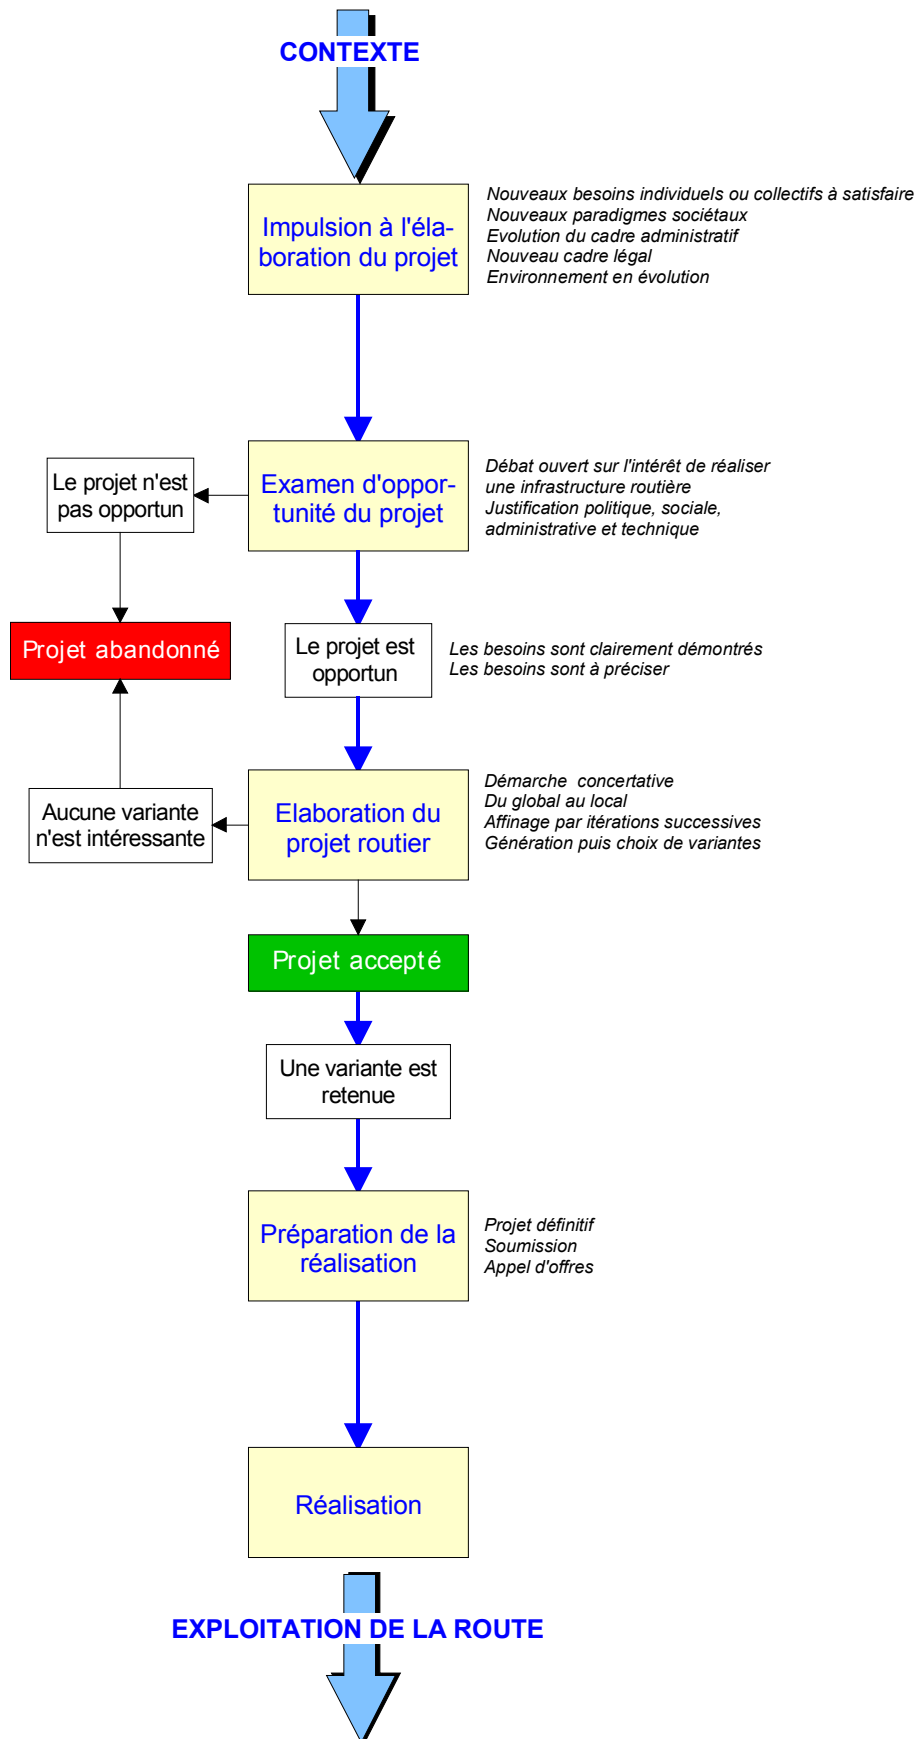 CONTEXTE
Impulsion à l'éla-
boration du projet
Nouveaux besoins individuels ou collectifs à satisfaire
Nouveaux paradigmes sociétaux
Evolution du cadre administratif
Nouveau cadre légal
Environnement en évolution
Le projet n'est
pas opportun
Examen d'oppor-
tunité du projet
Débat ouvert sur l'intérêt de réaliser
une infrastructure routière
Justification politique, sociale,
administrative et technique
Projet abandonné
Le projet est
opportun
Les besoins sont clairement démontrés
Les besoins sont à préciser
Aucune variante
n'est intéressante
Elaboration du
projet routier
Démarche concertative
Du global au local
Affinage par itérations successives
Génération puis choix de variantes
Projet accepté
Une variante est
retenue
Préparation de la
réalisation
Projet définitif
Soumission
Appel d'offres
Réalisation
EXPLOITATION DE LA ROUTE